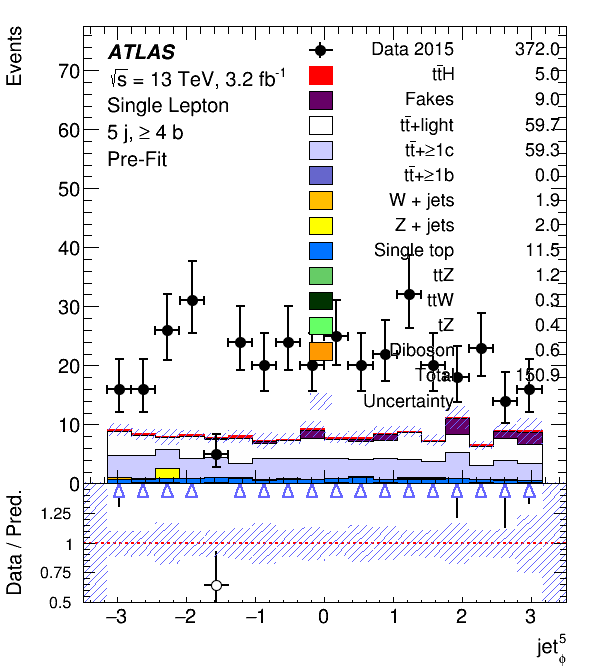 Events
ATLAS
√s = 13 TeV, 3.2 fb⁻¹
Single Lepton
5 j, ≥ 4 b
Pre-Fit
Data 2015 372.0
tt̄H 5.0
Fakes 9.0
tt̄+light 59.7
tt̄+≥1c 59.3
tt̄+≥1b 0.0
W + jets 1.9
Z + jets 2.0
Single top 11.5
ttZ 1.2
ttW 0.3
tZ 0.4
Diboson 0.6
Total 150.9
Uncertainty
70
60
50
40
30
20
10
0
Data / Pred.
1.25
1
0.75
0.5
−3 −2 −1 0 1 2 3
jet⁵ϕ